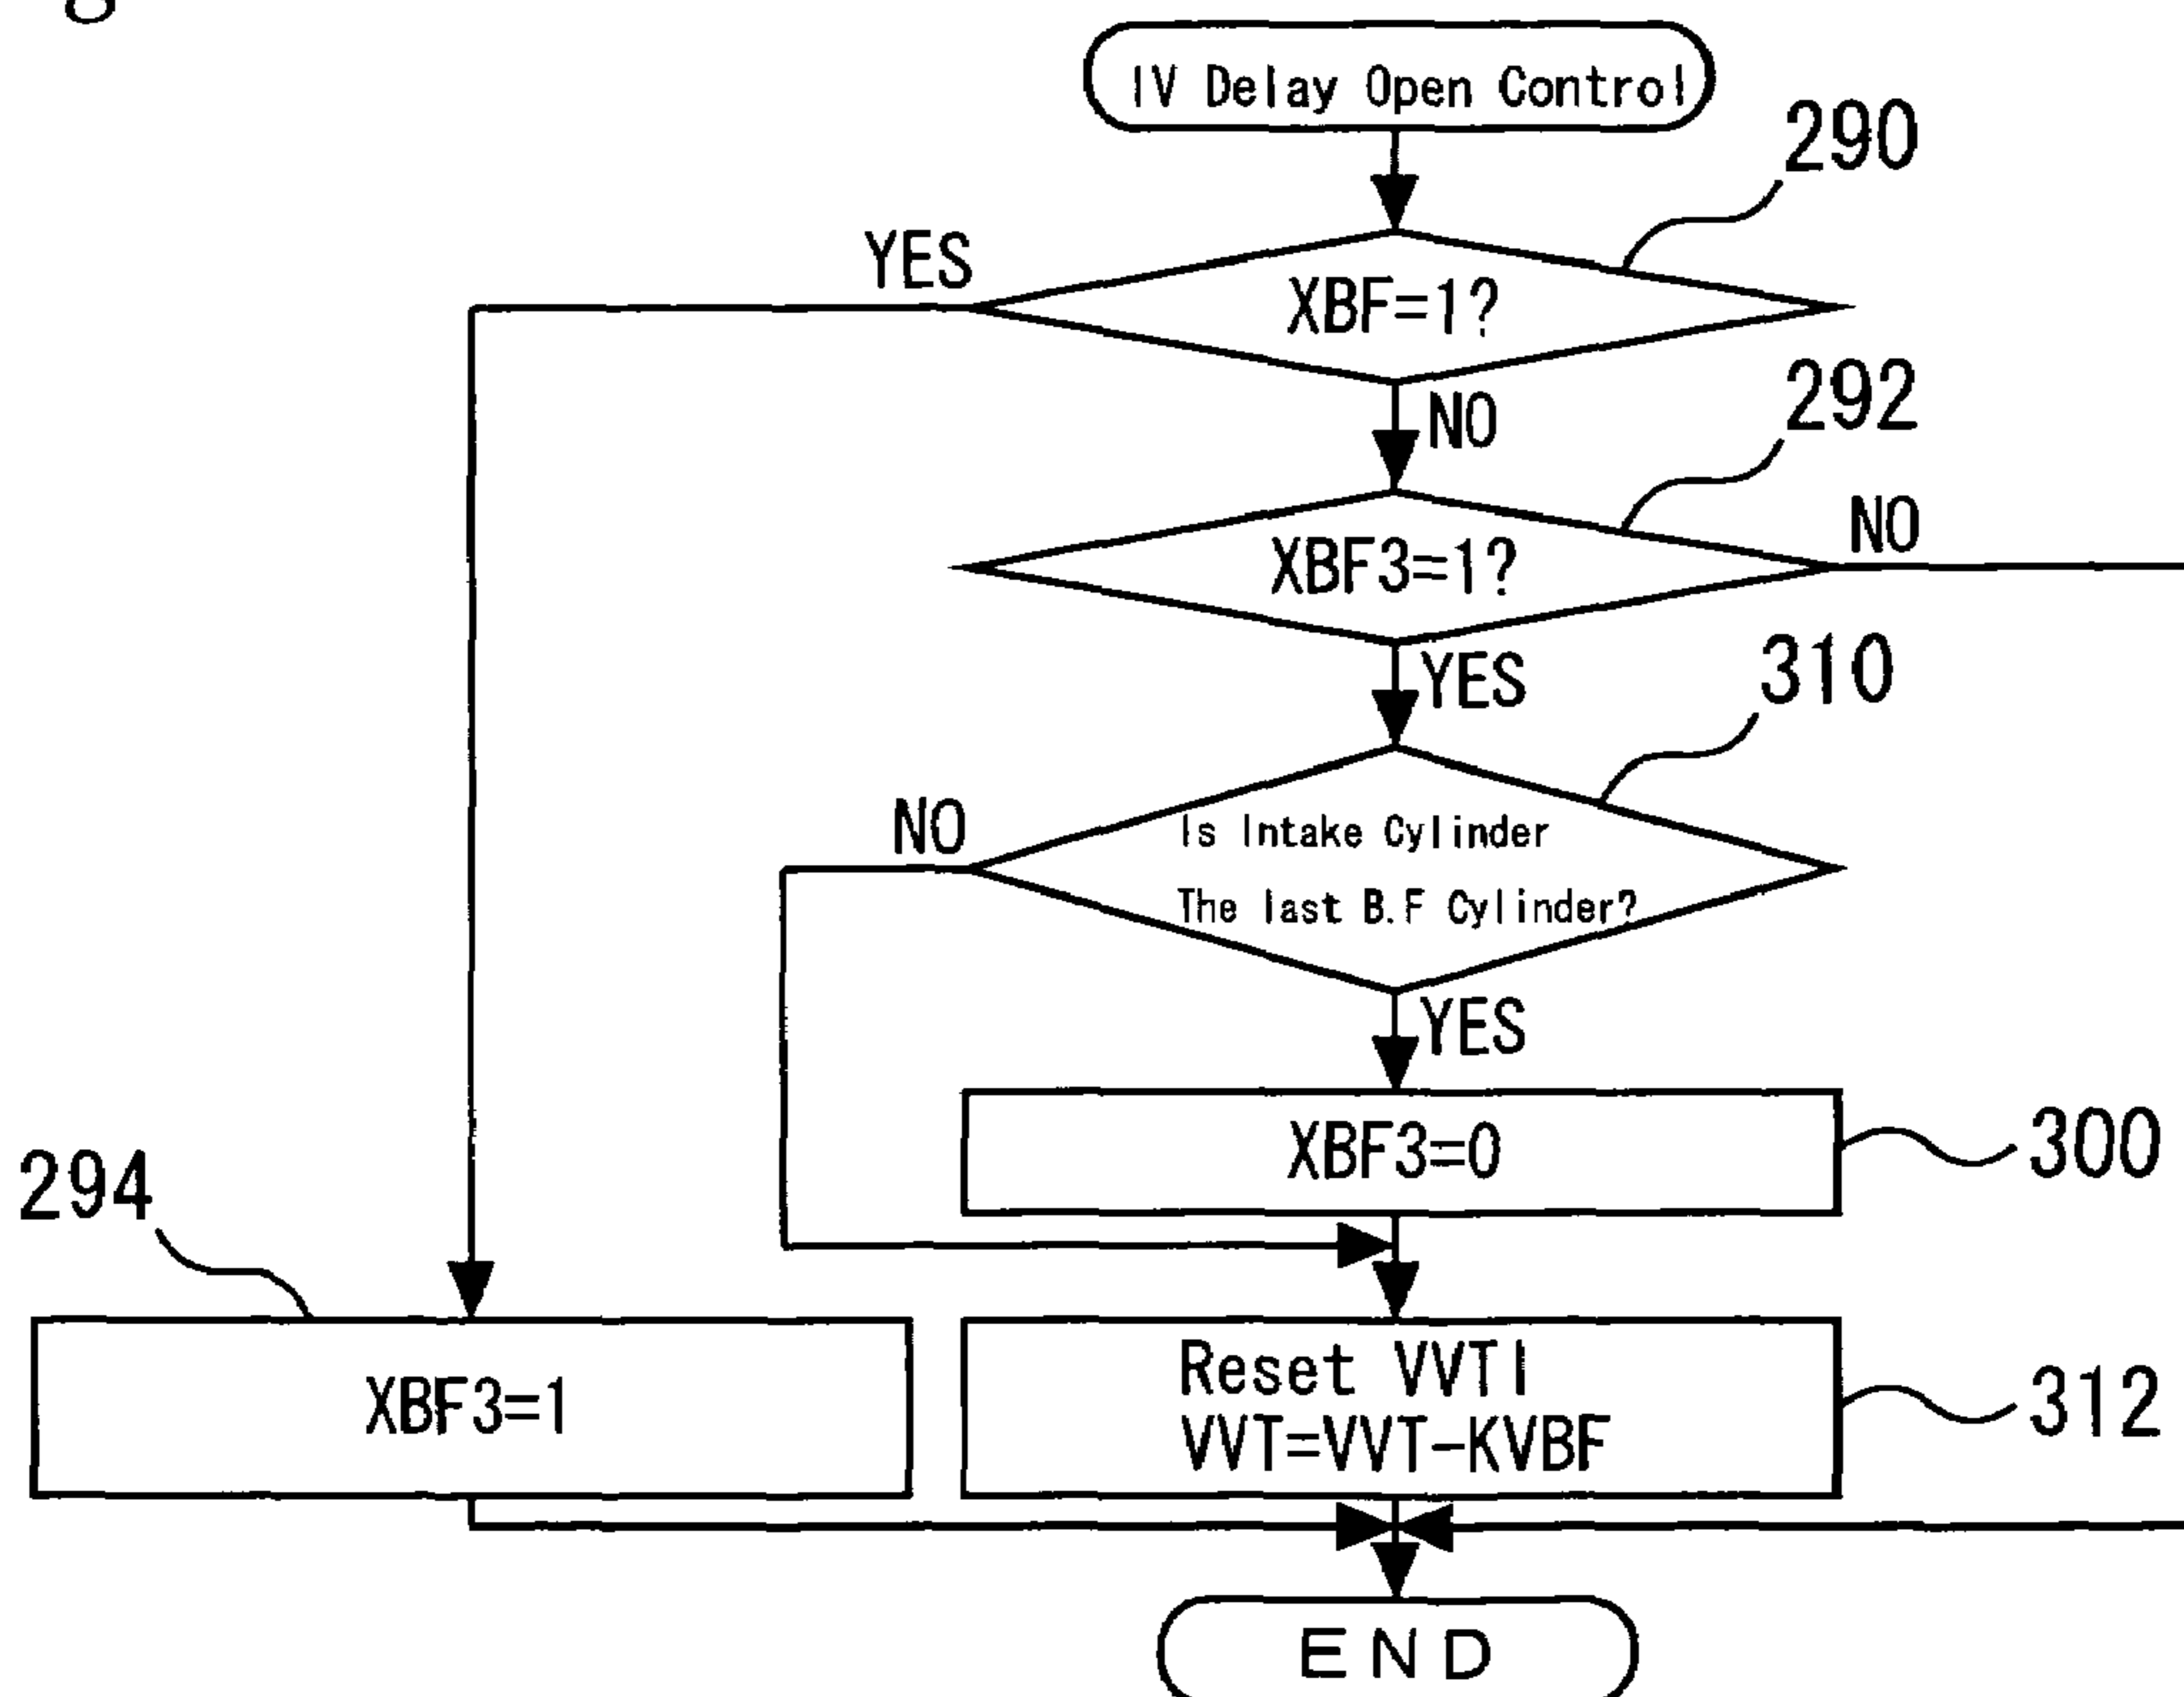 IV Delay Open Control
290
YES
XBF=1?
NO
292
XBF3=1?
NO
YES
310
NO
Is Intake Cylinder
The last B.F Cylinder?
YES
XBF3=0
300
294
XBF3=1
Reset VVTI
VVT=VVT-KVBF
312
END